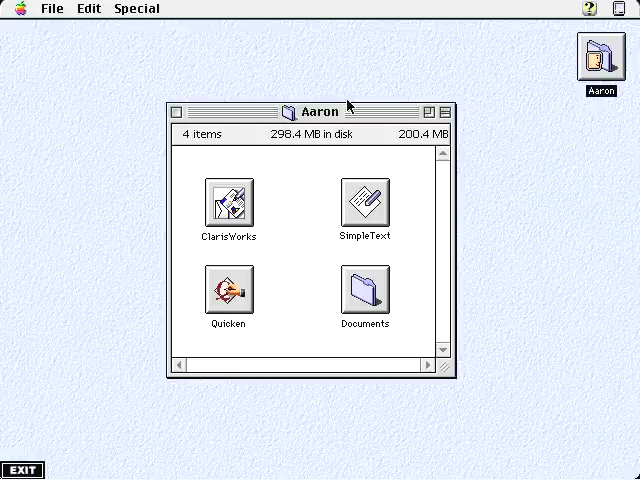 File Edit Special
Aaron
Aaron
4 items 298.4 MB in disk 200.4 MB
ClarisWorks SimpleText
Quicken Documents
EXIT